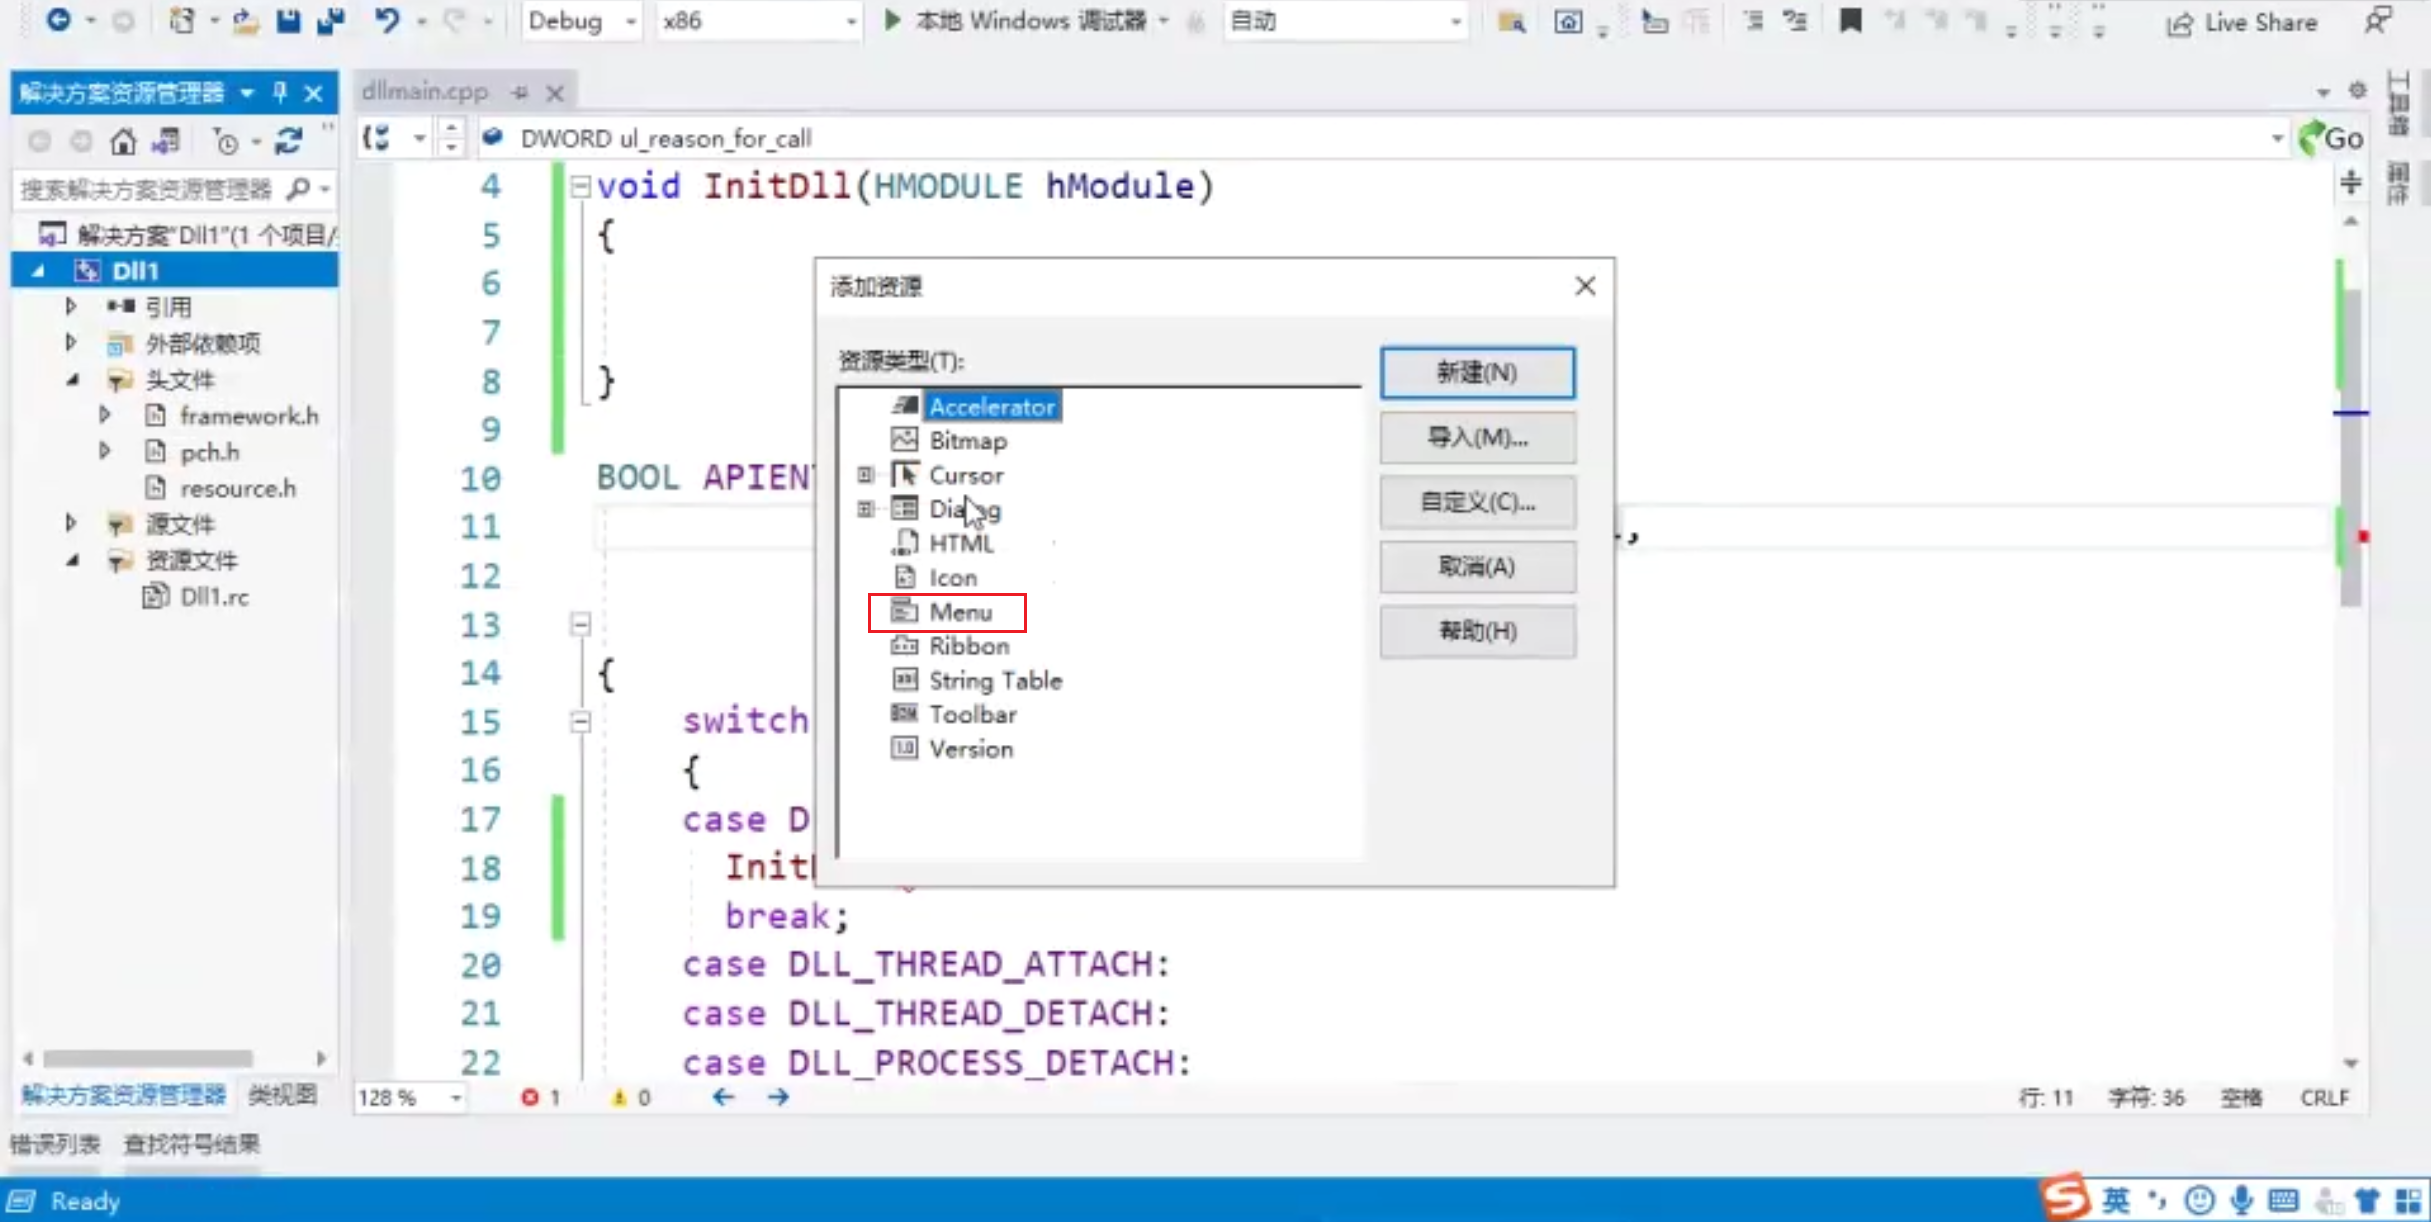 Debug x86 本地 Windows 调试器 自动 Live Share
解决方案资源管理器
dllmain.cpp
DWORD ul_reason_for_call
Go
工具箱
属性
搜索解决方案资源管理器
解决方案"Dll1"(1 个项目/
Dll1
引用
外部依赖项
头文件
framework.h
pch.h
resource.h
源文件
资源文件
Dll1.rc
4 void InitDll(HMODULE hModule)
5 {
6
7
8 }
9
10 BOOL APIENT
11 ,
12
13
14 {
15 switch
16 {
17 case D
18 Init
19 break;
20 case DLL_THREAD_ATTACH:
21 case DLL_THREAD_DETACH:
22 case DLL_PROCESS_DETACH:
添加资源
资源类型(T):
Accelerator
Bitmap
Cursor
Dialog
HTML
Icon
Menu
Ribbon
String Table
Toolbar
Version
新建(N)
导入(M)...
自定义(C)...
取消(A)
帮助(H)
解决方案资源管理器 类视图
128 % 1 0 行: 11 字符: 36 空格 CRLF
错误列表 查找符号结果
Ready
S 英